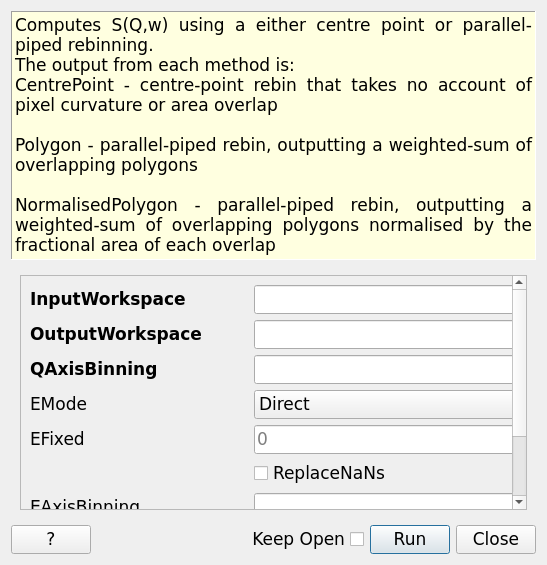 Computes S(Q,w) using a either centre point or parallel-
piped rebinning.
The output from each method is:
CentrePoint - centre-point rebin that takes no account of
pixel curvature or area overlap
Polygon - parallel-piped rebin, outputting a weighted-sum of
overlapping polygons
NormalisedPolygon - parallel-piped rebin, outputting a
weighted-sum of overlapping polygons normalised by the
fractional area of each overlap
InputWorkspace
OutputWorkspace
QAxisBinning
EMode Direct
EFixed 0
ReplaceNaNs
EAxisBinning
? Keep Open Run Close